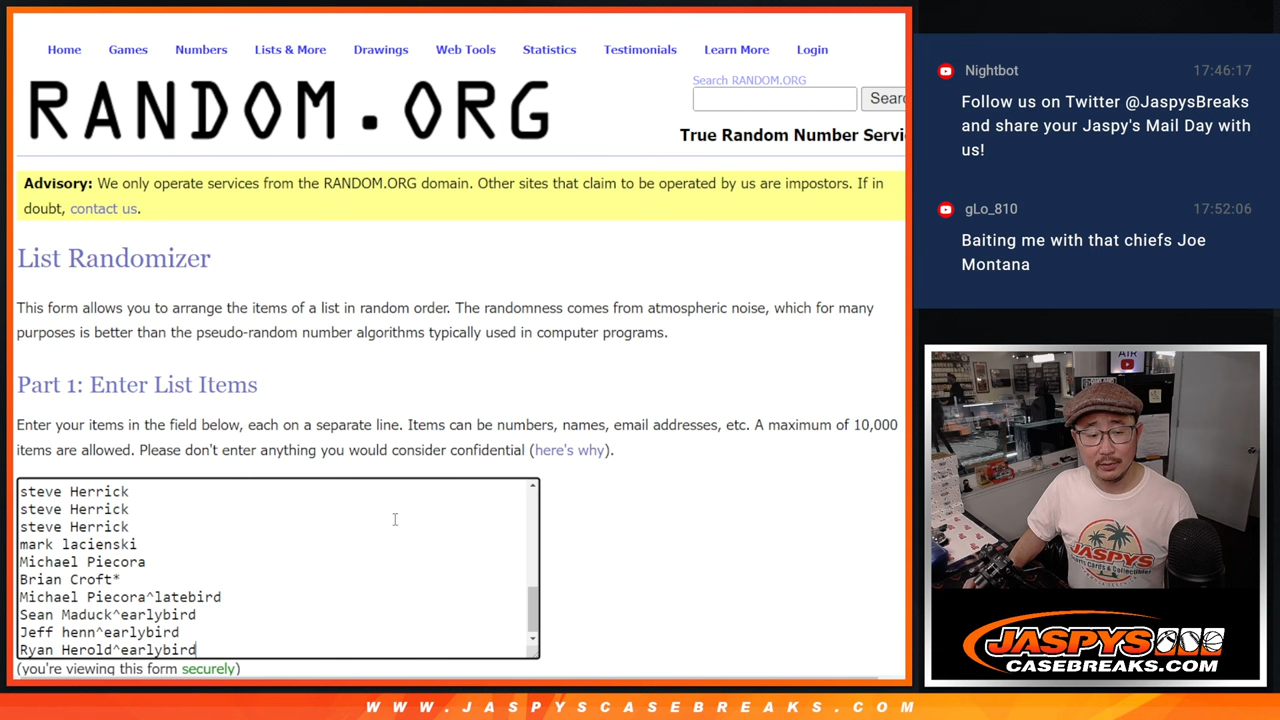 Home Games Numbers Lists & More Drawings Web Tools Statistics Testimonials Learn More Login
Search RANDOM.ORG
RANDOM.ORG
True Random Number Servi
Advisory: We only operate services from the RANDOM.ORG domain. Other sites that claim to be operated by us are impostors. If in
doubt, contact us.
List Randomizer
This form allows you to arrange the items of a list in random order. The randomness comes from atmospheric noise, which for many
purposes is better than the pseudo-random number algorithms typically used in computer programs.
Part 1: Enter List Items
Enter your items in the field below, each on a separate line. Items can be numbers, names, email addresses, etc. A maximum of 10,000
items are allowed. Please don't enter anything you would consider confidential (here's why).
steve Herrick
steve Herrick
steve Herrick
mark lacienski
Michael Piecora
Brian Croft*
Michael Piecora^latebird
Sean Maduck^earlybird
Jeff henn^earlybird
Ryan Herold^earlybird
(you're viewing this form securely)
Sear
Nightbot 17:46:17
Follow us on Twitter @JaspysBreaks
and share your Jaspy's Mail Day with
us!
gLo_810 17:52:06
Baiting me with that chiefs Joe
Montana
AIR
JASPYS
JASPYS
CASEBREAKS.COM
WWW.JASPYSCASEBREAKS.COM